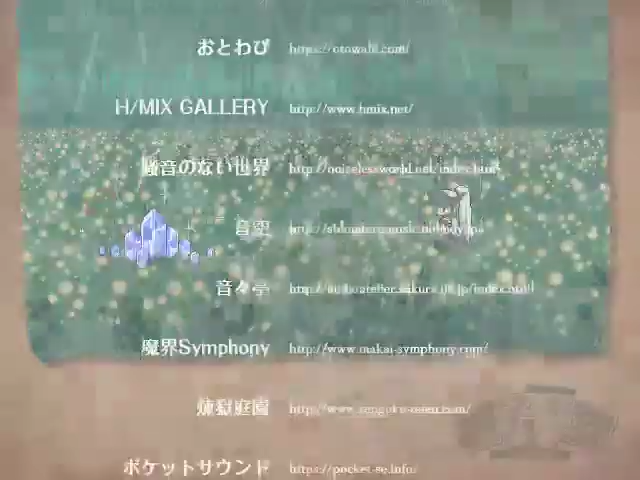 おとわび https://otowabi.com/
H/MIX GALLERY http://www.hmix.net/
騒音のない世界 http://noiselessworld.net/index.html
音々亭
魔界Symphony http://www.makai-symphony.com/
煉獄庭園 http://www.rengoku-teien.com/
ポケットサウンド https://pocket-se.info/